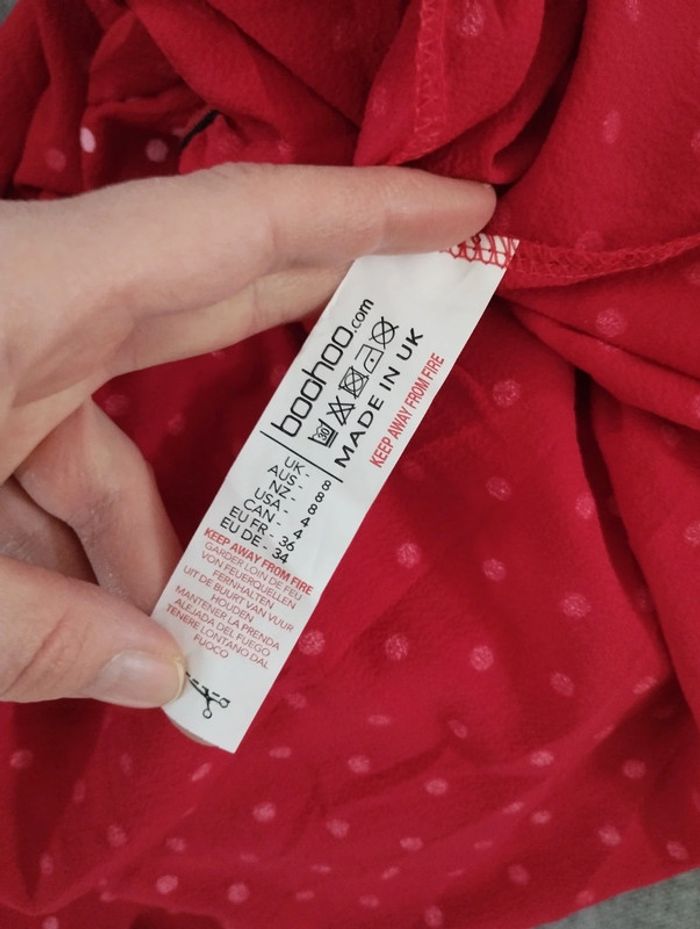 boohoo.com
30
MADE IN UK
KEEP AWAY FROM FIRE
UK - 8
AUS - 8
NZ - 8
USA - 4
CAN - 4
EU FR - 36
EU DE - 34
KEEP AWAY FROM FIRE
GARDER LOIN DE FEU
VON FEUERQUELLEN
FERNHALTEN
UIT DE BUURT VAN VUUR
HOUDEN
MANTENER LA PRENDA
ALEJADA DEL FUEGO
TENERE LONTANO DAL
FUOCO